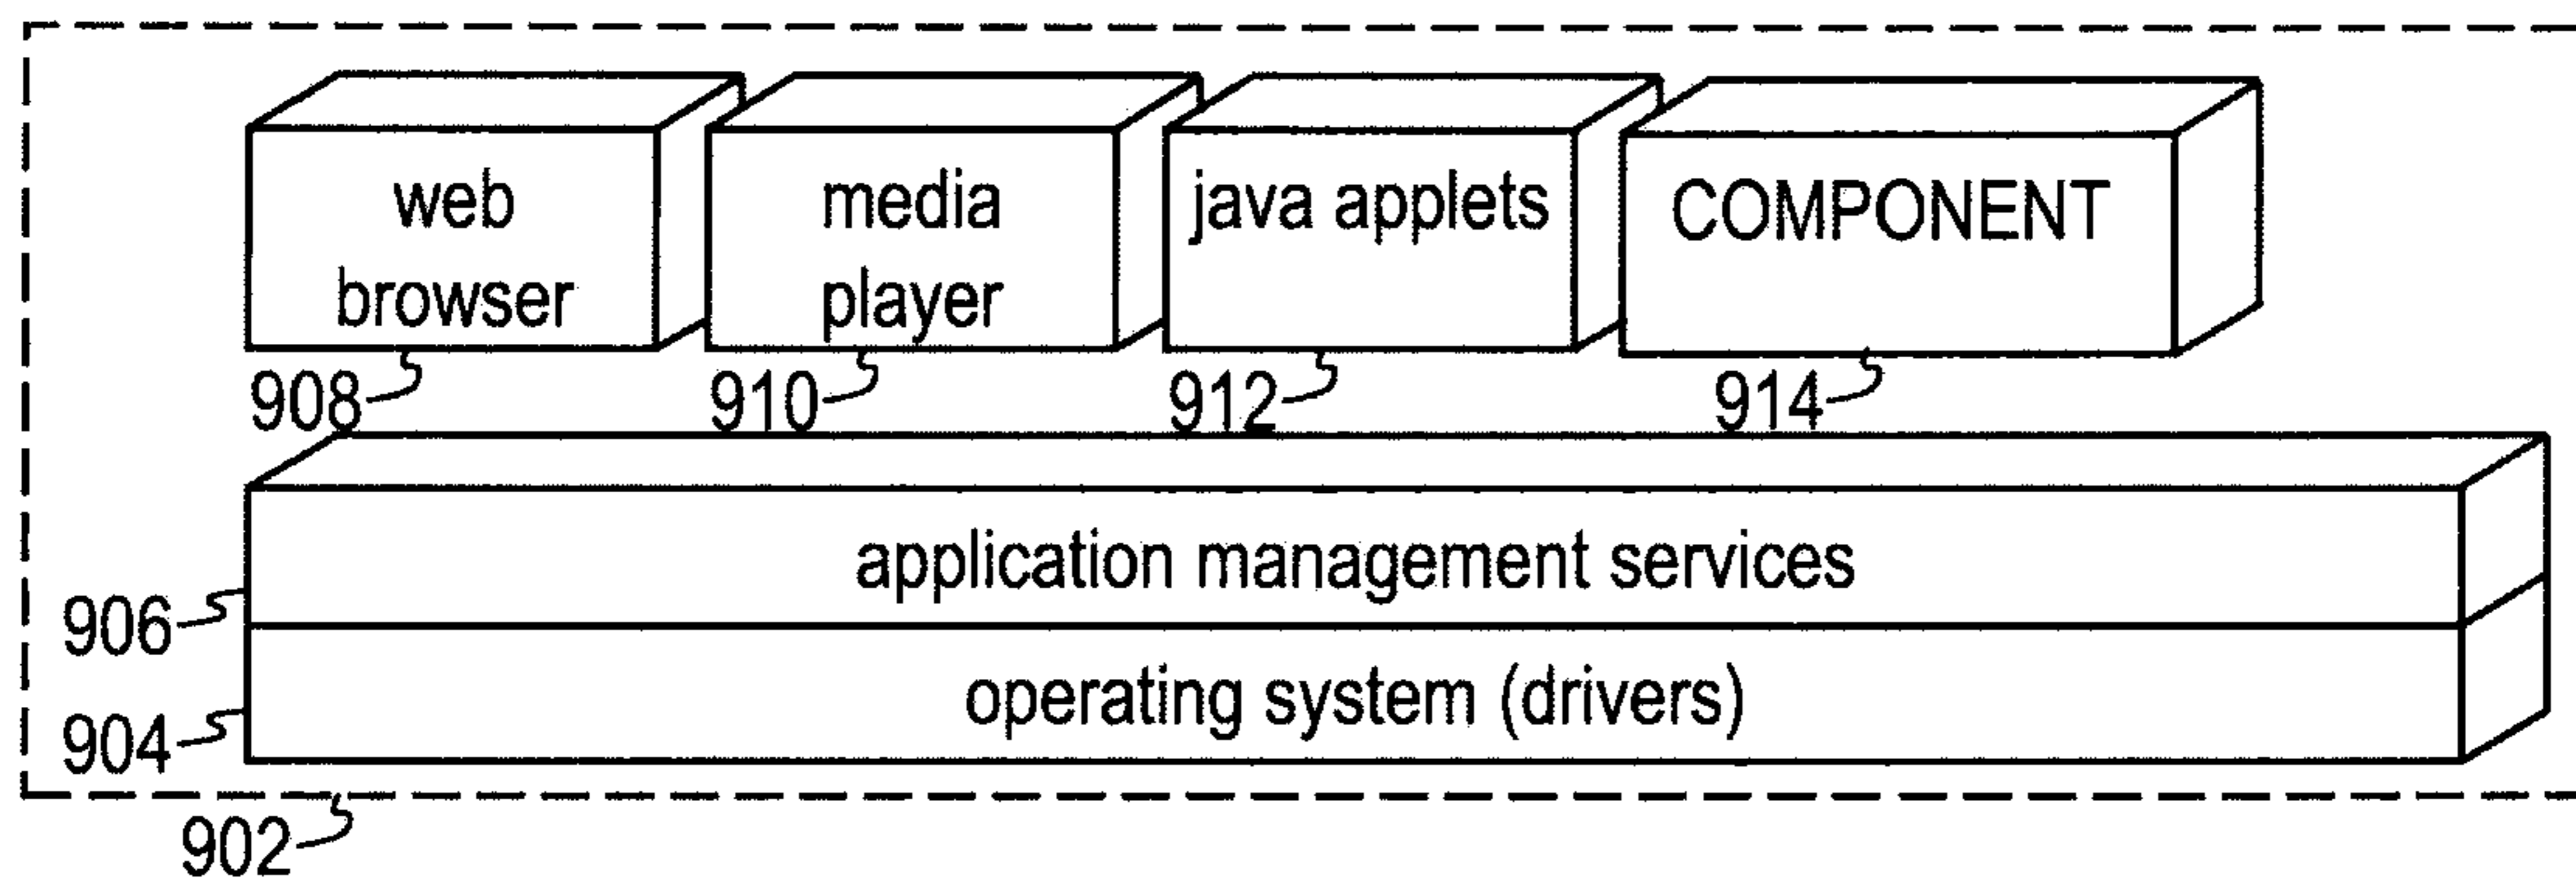 web
browser
media
player
java applets
COMPONENT
908
910
912
914
application management services
906
operating system (drivers)
904
902